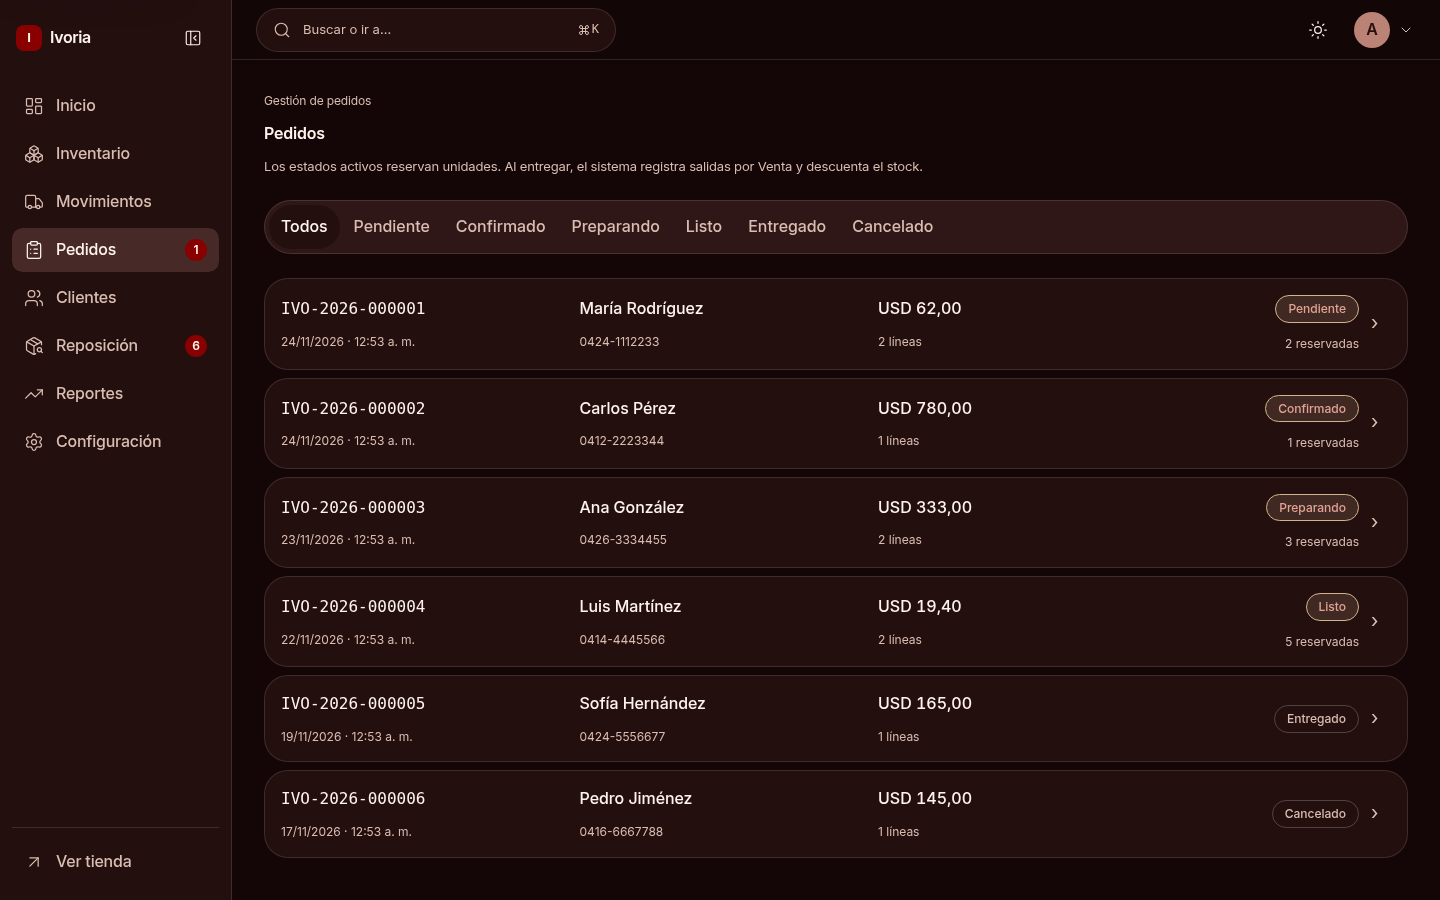 I Ivoria
Buscar o ir a... ⌘K
A
Inicio
Inventario
Movimientos
Pedidos 1
Clientes
Reposición 6
Reportes
Configuración
Ver tienda
Gestión de pedidos
Pedidos
Los estados activos reservan unidades. Al entregar, el sistema registra salidas por Venta y descuenta el stock.
Todos Pendiente Confirmado Preparando Listo Entregado Cancelado
IVO-2026-000001 María Rodríguez USD 62,00 Pendiente
24/11/2026 · 12:53 a. m. 0424-1112233 2 líneas 2 reservadas
IVO-2026-000002 Carlos Pérez USD 780,00 Confirmado
24/11/2026 · 12:53 a. m. 0412-2223344 1 líneas 1 reservadas
IVO-2026-000003 Ana González USD 333,00 Preparando
23/11/2026 · 12:53 a. m. 0426-3334455 2 líneas 3 reservadas
IVO-2026-000004 Luis Martínez USD 19,40 Listo
22/11/2026 · 12:53 a. m. 0414-4445566 2 líneas 5 reservadas
IVO-2026-000005 Sofía Hernández USD 165,00 Entregado
19/11/2026 · 12:53 a. m. 0424-5556677 1 líneas
IVO-2026-000006 Pedro Jiménez USD 145,00 Cancelado
17/11/2026 · 12:53 a. m. 0416-6667788 1 líneas